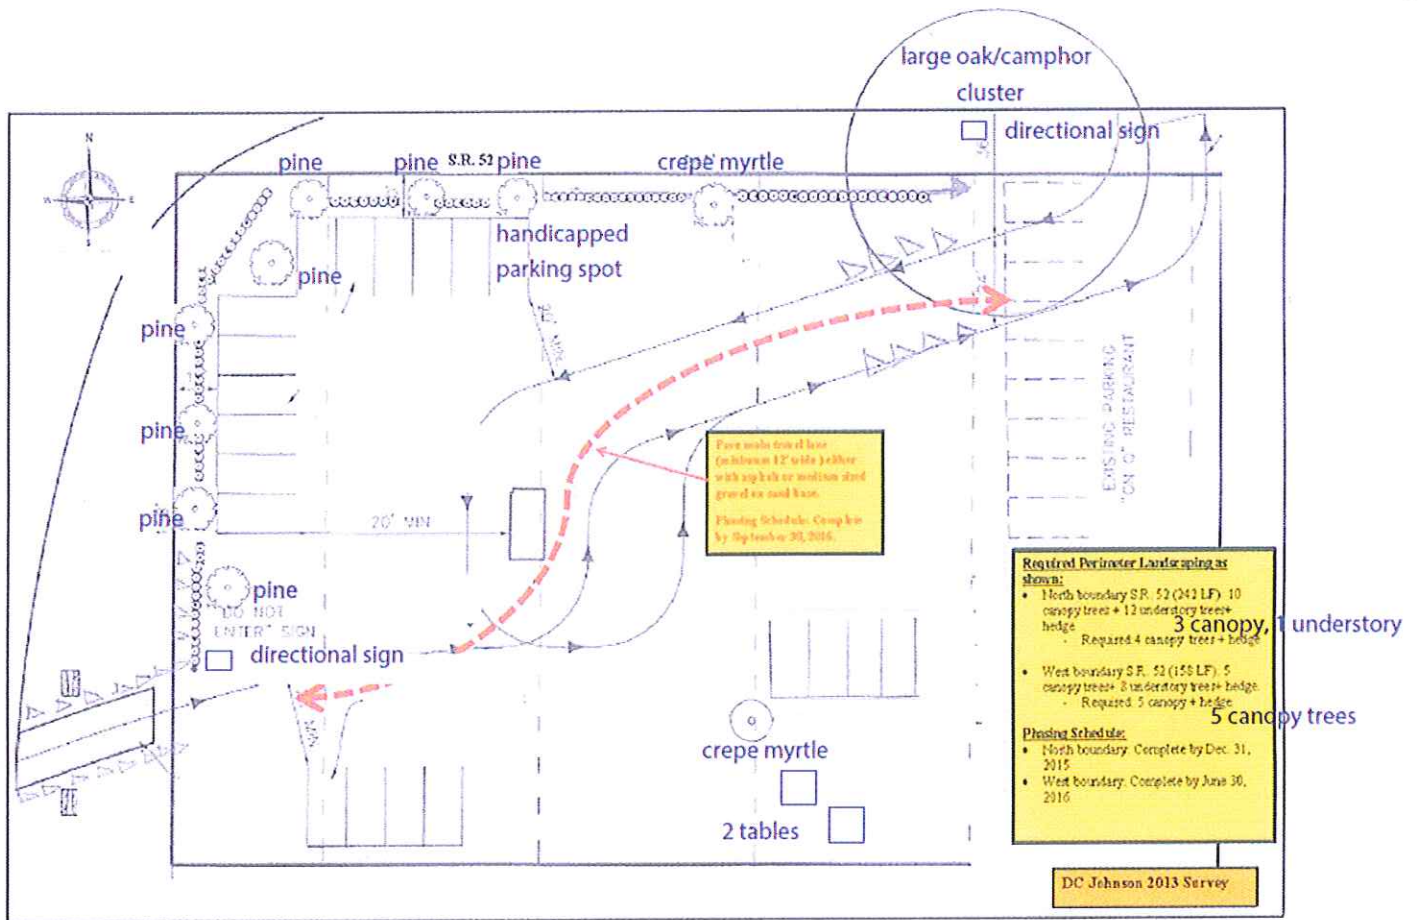 large oak/camphor
cluster
directional sign
N
W
E
pine
pine
S.R. 52
pine
crepe myrtle
handicapped
parking spot
pine
pine
pine
pine
20' MIN
pine
"DO NOT
ENTER" SIGN
directional sign
Pave main travel lane
(minimum 12' wide) either
with asphalt or medium sized
gravel on sand base.
Phasing Schedule: Complete
by September 30, 2016.
EXISTING PARKING
"ON Q" RESTAURANT
Required Perimeter Landscaping as
shown:
• North boundary S.R. 52 (242 LF): 10
canopy trees + 12 understory trees+
hedge
- Required 4 canopy trees + hedge
3 canopy, 1 understory
• West boundary S.R. 52 (158 LF): 5
canopy trees+ 8 understory trees+ hedge.
- Required: 5 canopy + hedge
5 canopy trees
Phasing Schedule:
• North boundary: Complete by Dec. 31,
2015
• West boundary: Complete by June 30,
2016
crepe myrtle
2 tables
DC Johnson 2013 Survey